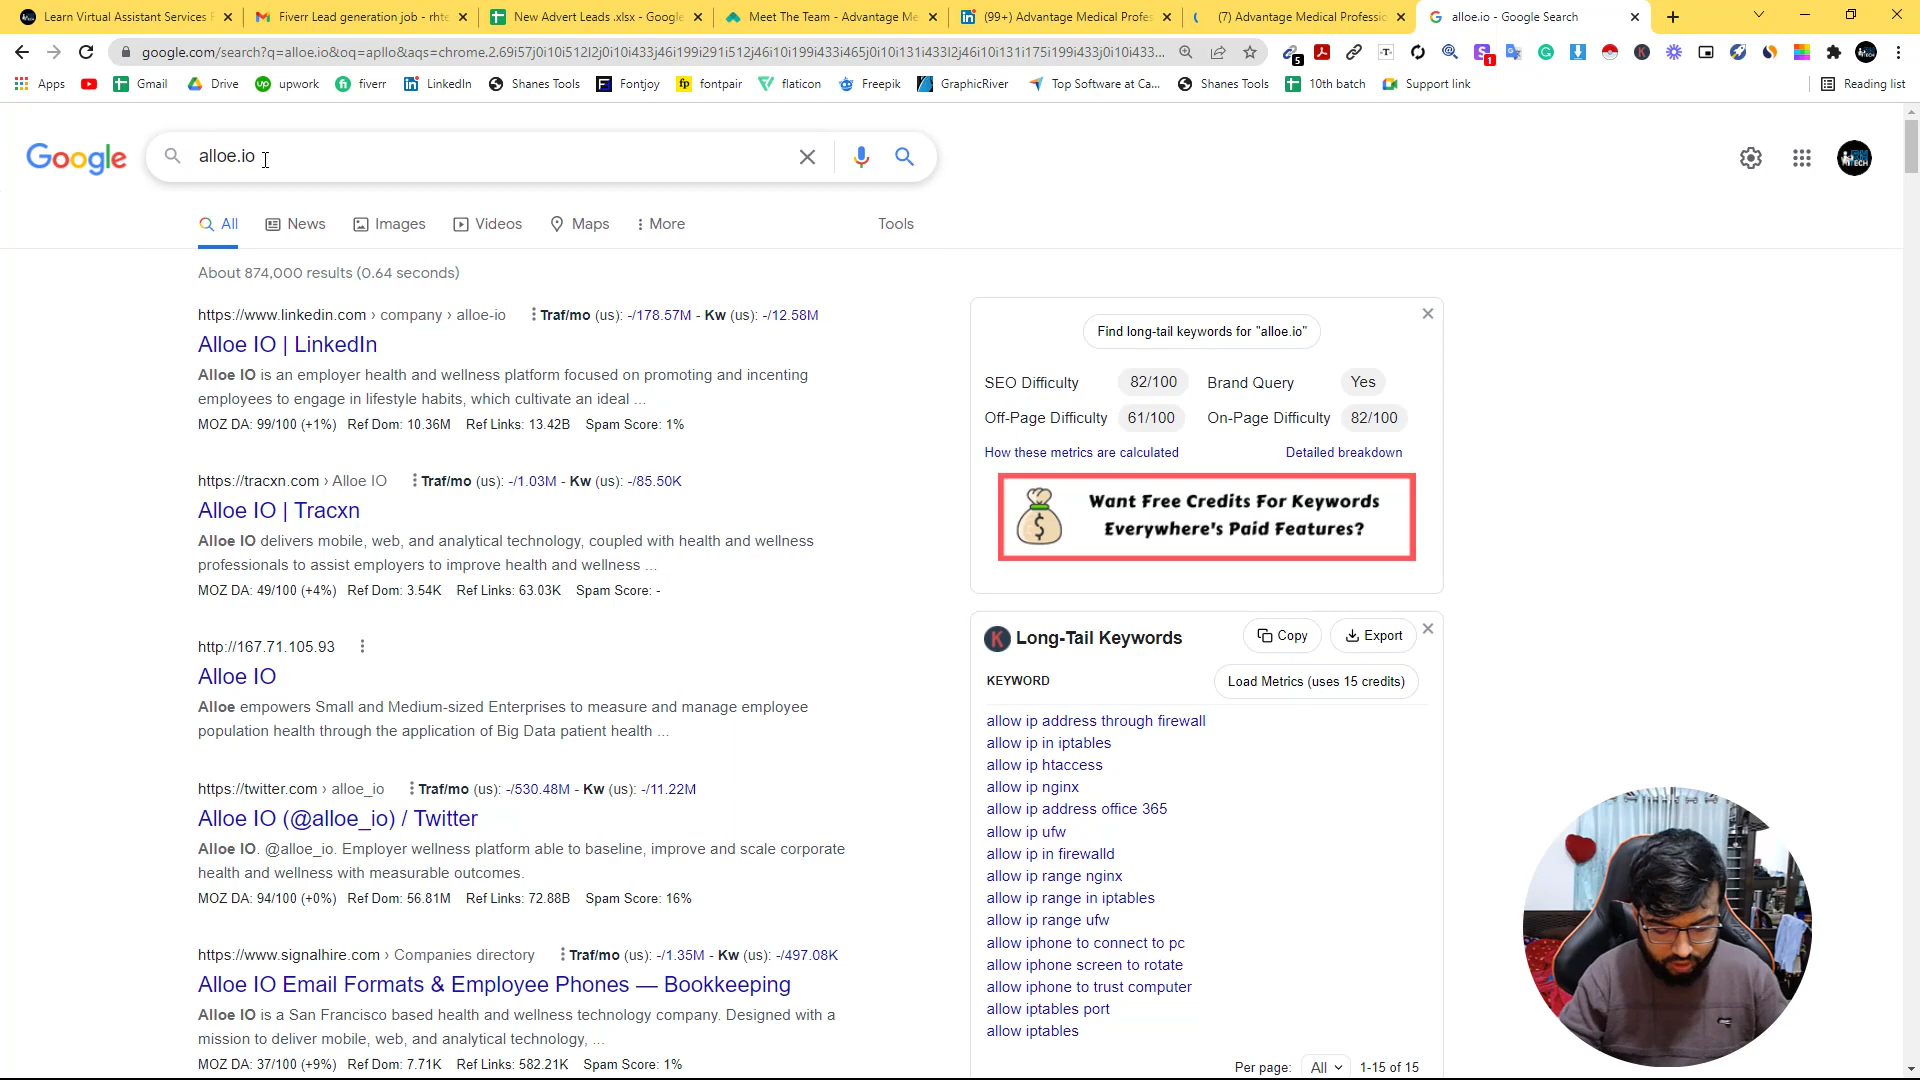 Learn Virtual Assistant Services F
Fiverr Lead generation job - rhte
New Advert Leads .xlsx - Google
Meet The Team - Advantage Me
(99+) Advantage Medical Profes
(7) Advantage Medical Professio
alloe.io - Google Search
google.com/search?q=alloe.io&oq=apllo&aqs=chrome.2.69i57j0i10i512l2j0i10i433j46i199i291i512j46i10i199i433i465j0i10i131i433l2j46i10i131i175i199i433j0i10i433...
5
1
Apps
Gmail
Drive
upwork
fiverr
LinkedIn
Shanes Tools
Fontjoy
fontpair
flaticon
Freepik
GraphicRiver
Top Software at Ca...
Shanes Tools
10th batch
Support link
Reading list
Google
alloe.io
All
News
Images
Videos
Maps
More
Tools
About 874,000 results (0.64 seconds)
https://www.linkedin.com › company › alloe-io
Traf/mo (us): -/178.57M - Kw (us): -/12.58M
Alloe IO | LinkedIn
Alloe IO is an employer health and wellness platform focused on promoting and incenting
employees to engage in lifestyle habits, which cultivate an ideal ...
MOZ DA: 99/100 (+1%) Ref Dom: 10.36M Ref Links: 13.42B Spam Score: 1%
https://tracxn.com › Alloe IO
Traf/mo (us): -/1.03M - Kw (us): -/85.50K
Alloe IO | Tracxn
Alloe IO delivers mobile, web, and analytical technology, coupled with health and wellness
professionals to assist employers to improve health and wellness ...
MOZ DA: 49/100 (+4%) Ref Dom: 3.54K Ref Links: 63.03K Spam Score: -
http://167.71.105.93
Alloe IO
Alloe empowers Small and Medium-sized Enterprises to measure and manage employee
population health through the application of Big Data patient health ...
https://twitter.com › alloe_io
Traf/mo (us): -/530.48M - Kw (us): -/11.22M
Alloe IO (@alloe_io) / Twitter
Alloe IO. @alloe_io. Employer wellness platform able to baseline, improve and scale corporate
health and wellness with measurable outcomes.
MOZ DA: 94/100 (+0%) Ref Dom: 56.81M Ref Links: 72.88B Spam Score: 16%
https://www.signalhire.com › Companies directory
Traf/mo (us): -/1.35M - Kw (us): -/497.08K
Alloe IO Email Formats & Employee Phones — Bookkeeping
Alloe IO is a San Francisco based health and wellness technology company. Designed with a
mission to deliver mobile, web, and analytical technology, ...
MOZ DA: 37/100 (+9%) Ref Dom: 7.71K Ref Links: 582.21K Spam Score: 1%
Find long-tail keywords for "alloe.io"
SEO Difficulty 82/100 Brand Query Yes
Off-Page Difficulty 61/100 On-Page Difficulty 82/100
How these metrics are calculated
Detailed breakdown
Want Free Credits For Keywords
Everywhere's Paid Features?
K Long-Tail Keywords
Copy
Export
KEYWORD
Load Metrics (uses 15 credits)
allow ip address through firewall
allow ip in iptables
allow ip htaccess
allow ip nginx
allow ip address office 365
allow ip ufw
allow ip in firewalld
allow ip range nginx
allow ip range in iptables
allow ip range ufw
allow iphone to connect to pc
allow iphone screen to rotate
allow iphone to trust computer
allow iptables port
allow iptables
Per page: All 1-15 of 15